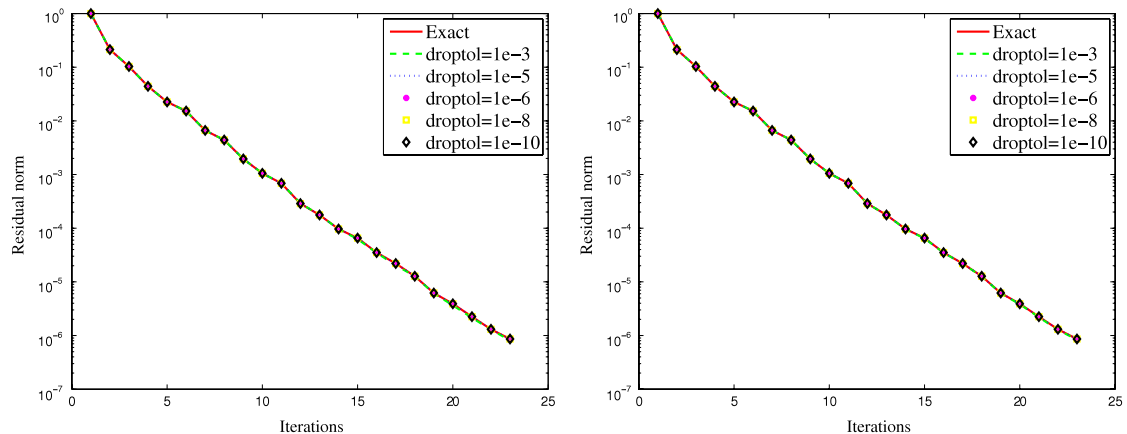 10^0
10^-1
10^-2
10^-3
10^-4
10^-5
10^-6
10^-7
Residual norm
0
5
10
15
20
25
Iterations
Exact
droptol=1e−3
droptol=1e−5
droptol=1e−6
droptol=1e−8
droptol=1e−10
10^0
10^-1
10^-2
10^-3
10^-4
10^-5
10^-6
10^-7
Residual norm
0
5
10
15
20
25
Iterations
Exact
droptol=1e−3
droptol=1e−5
droptol=1e−6
droptol=1e−8
droptol=1e−10